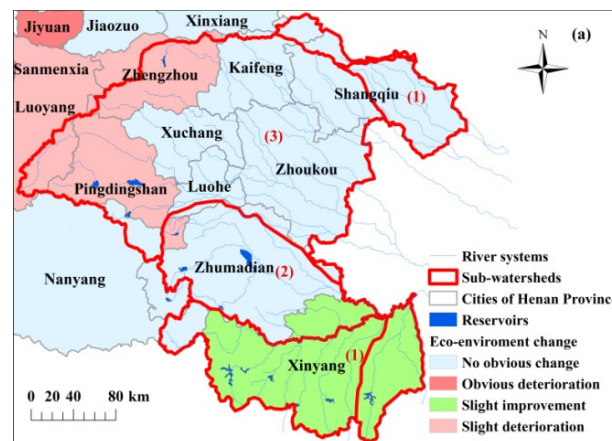 Jiyuan
Jiaozuo
Xinxiang
(a)
N
Sanmenxia
Zhengzhou
Kaifeng
Shangqiu
(1)
Luoyang
Xuchang
(3)
Zhoukou
Pingdingshan
Luohe
Nanyang
Zhumadian
(2)
Xinyang
(1)
River systems
Sub-watersheds
Cities of Henan Provinc
Reservoirs
Eco-enviroment change
No obvious change
Obvious deterioration
Slight improvement
Slight deterioration
0 20 40 80 km